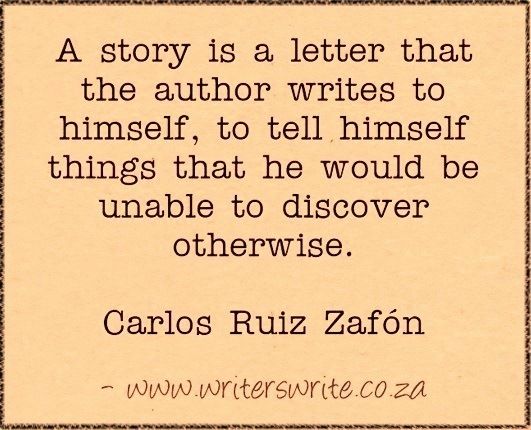 A story is a letter that
the author writes to
himself, to tell himself
things that he would be
unable to discover
otherwise.
Carlos Ruiz Zafón
- www.writerswrite.co.za